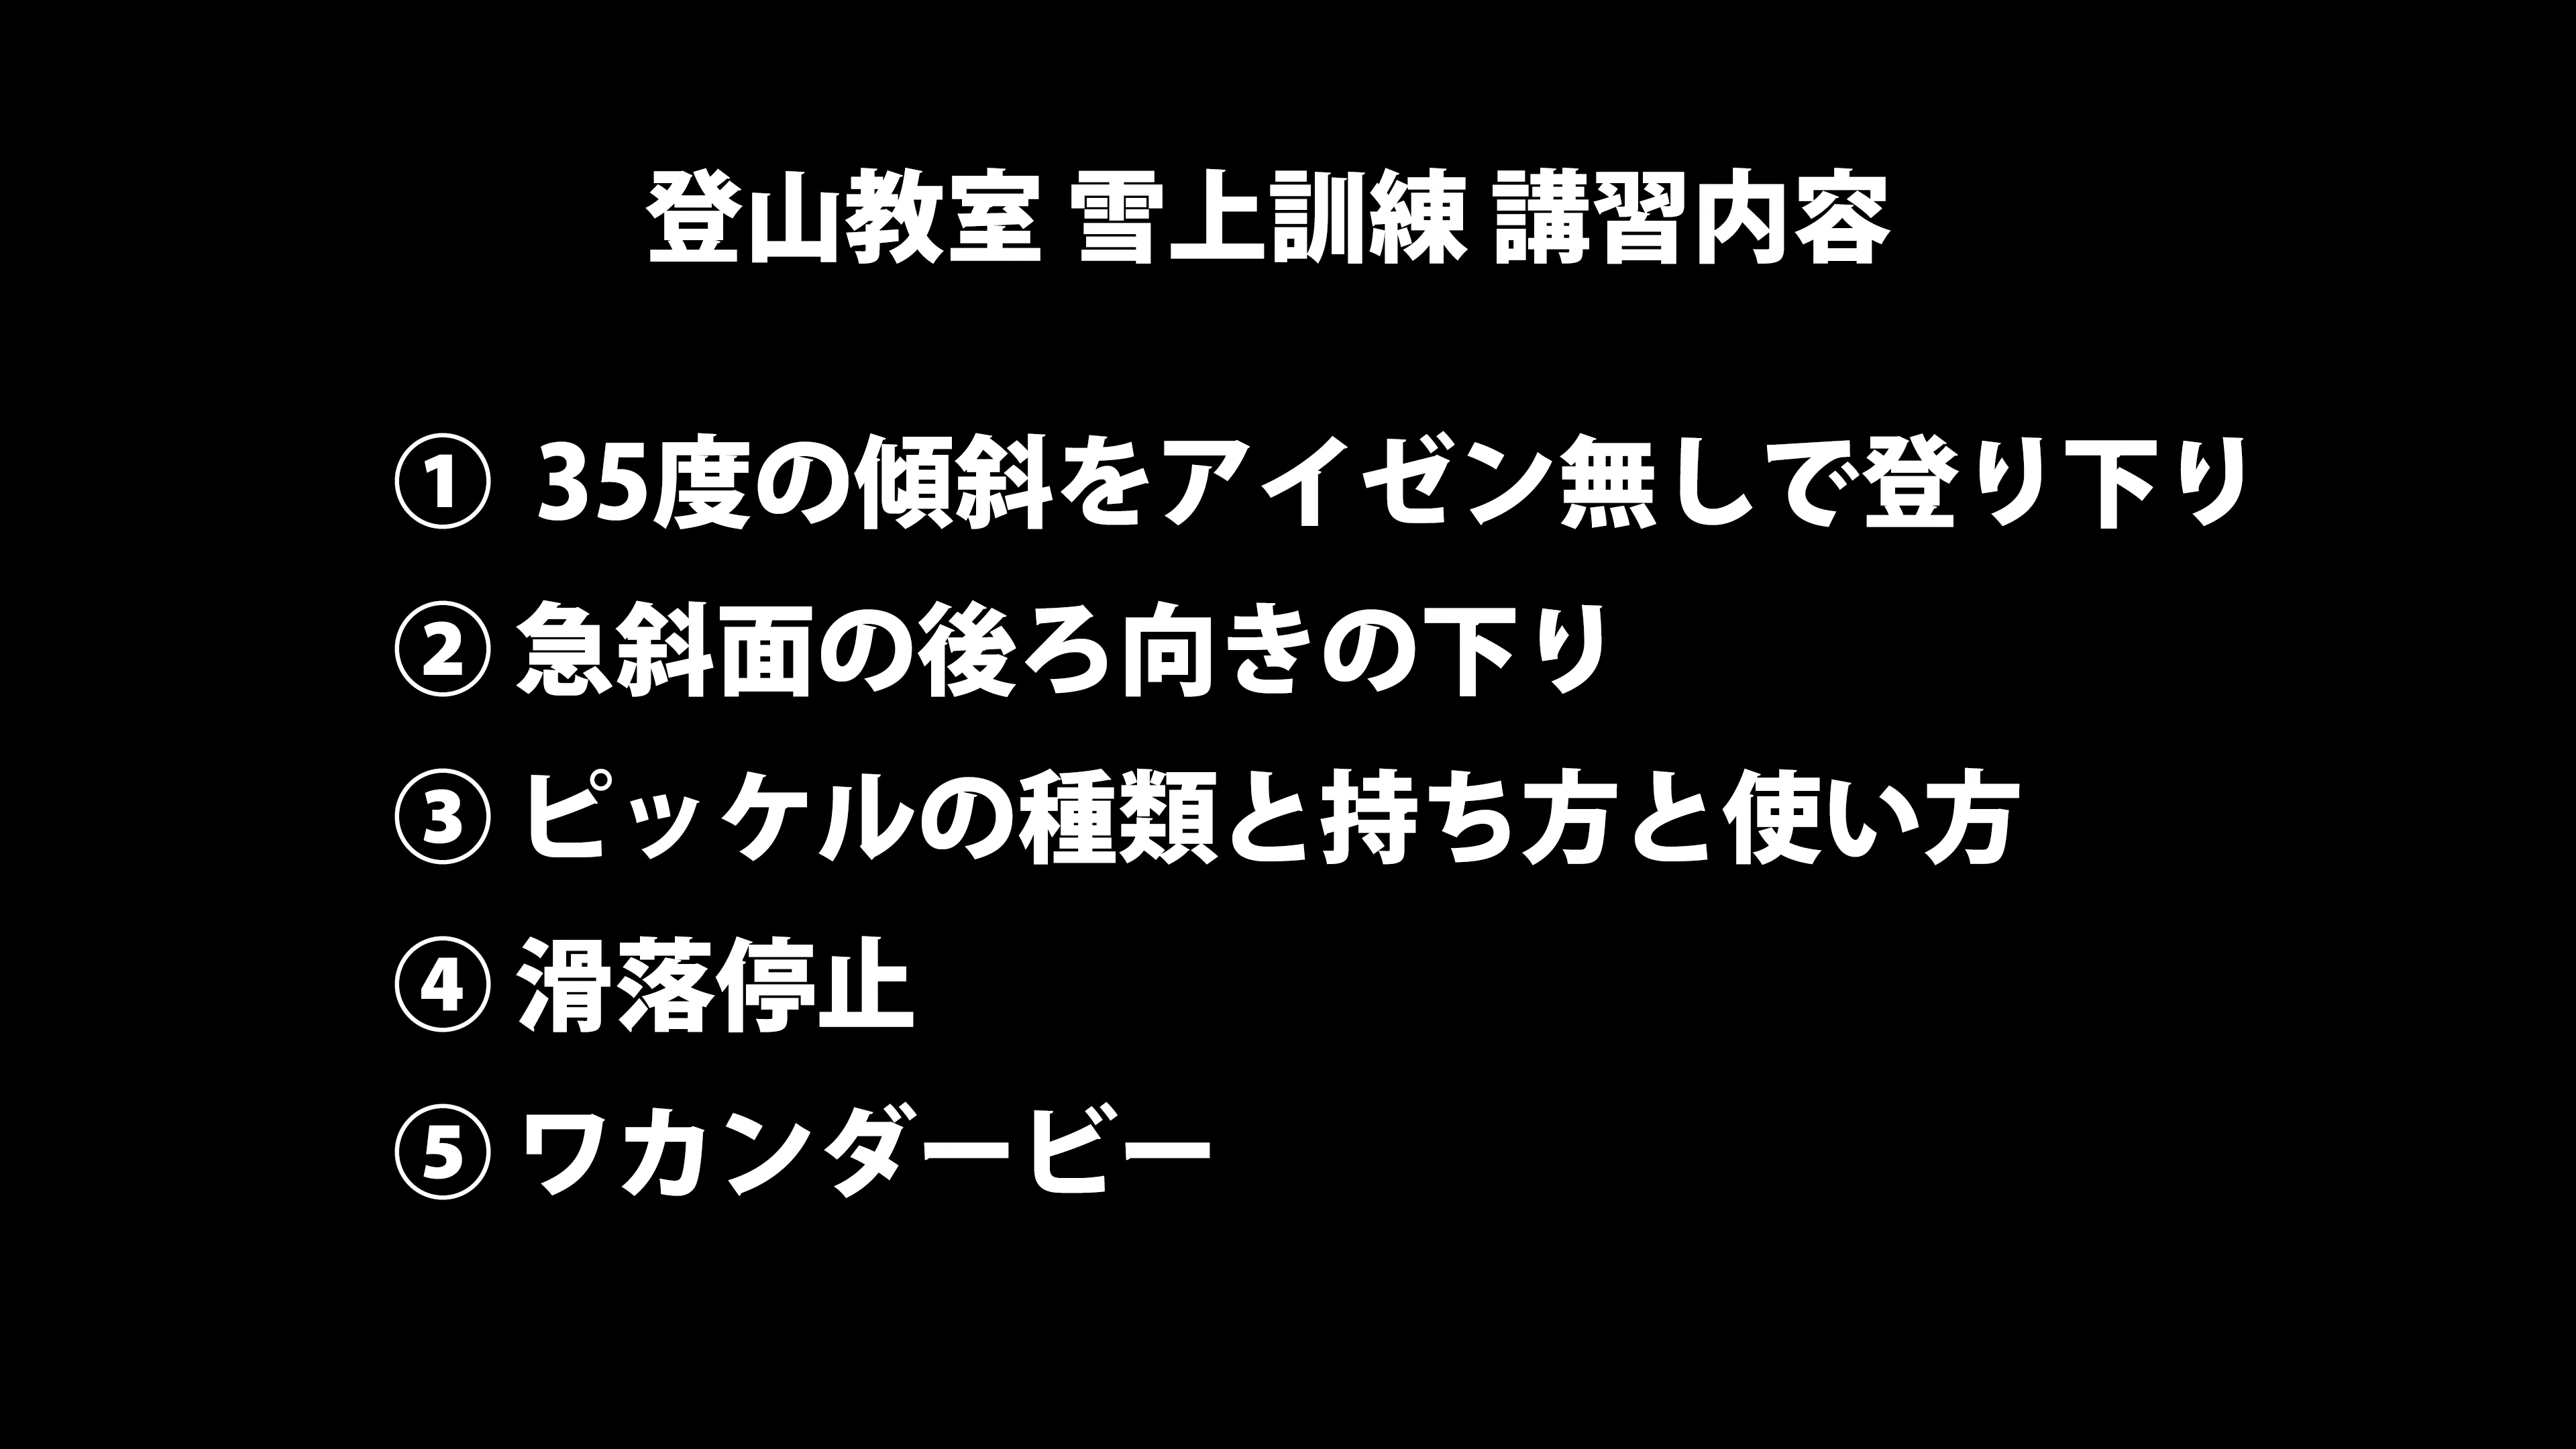 登山教室 雪上訓練 講習内容
① 35度の傾斜をアイゼン無しで登り下り
② 急斜面の後ろ向きの下り
③ ピッケルの種類と持ち方と使い方
④ 滑落停止
⑤ ワカンダービー